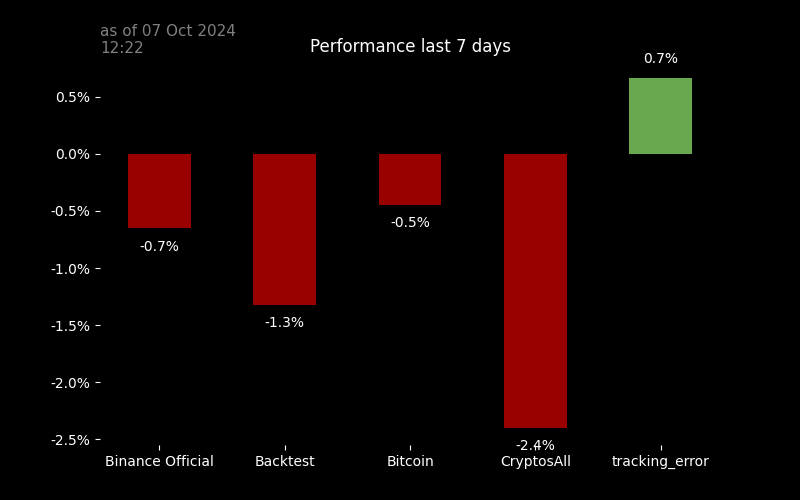 as of 07 Oct 2024
12:22
Performance last 7 days
0.7%
0.5%
0.0%
-0.5%
-0.5%
-0.7%
-1.0%
-1.3%
-1.5%
-2.0%
-2.5%
-2.4%
Binance Official
Backtest
Bitcoin
CryptosAll
tracking_error